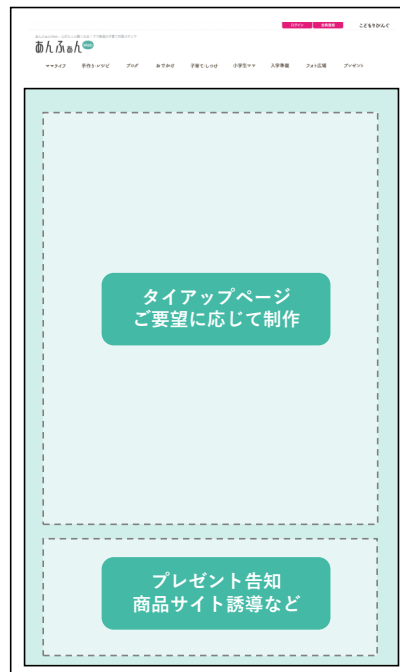 ログイン 会員登録 こどもりびんぐ
あんふぁん
ママライフ 手作り・レシピ ブログ おでかけ 子育て・しつけ 小学生ママ 入学準備 フォト広場 プレゼント
タイアップページ
ご要望に応じて制作
プレゼント告知
商品サイト誘導など